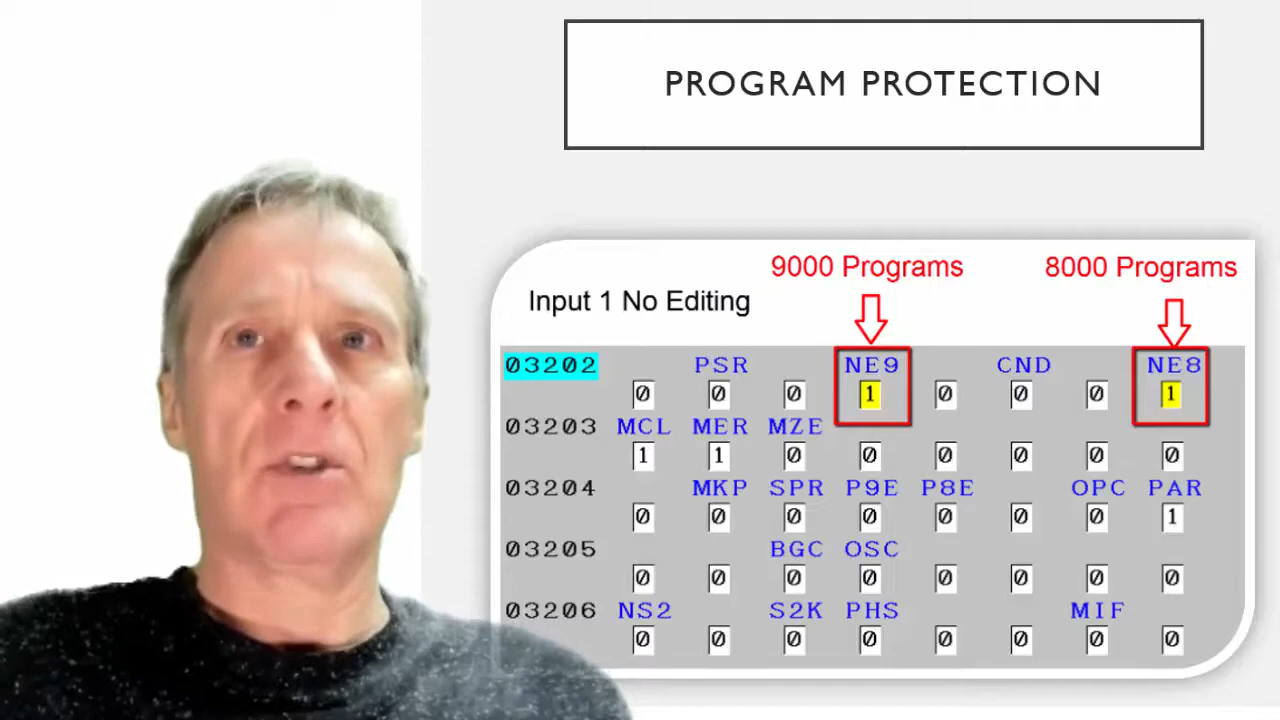 PROGRAM PROTECTION
9000 Programs 8000 Programs
Input 1 No Editing
03202 PSR NE9 CND NE8
0 0 0 1 0 0 0 1
03203 MCL MER MZE
1 1 0 0 0 0 0 0
03204 MKP SPR P9E P8E OPC PAR
0 0 0 0 0 0 0 1
03205 BGC OSC
0 0 0 0 0 0 0 0
03206 NS2 S2K PHS MIF
0 0 0 0 0 0 0 0